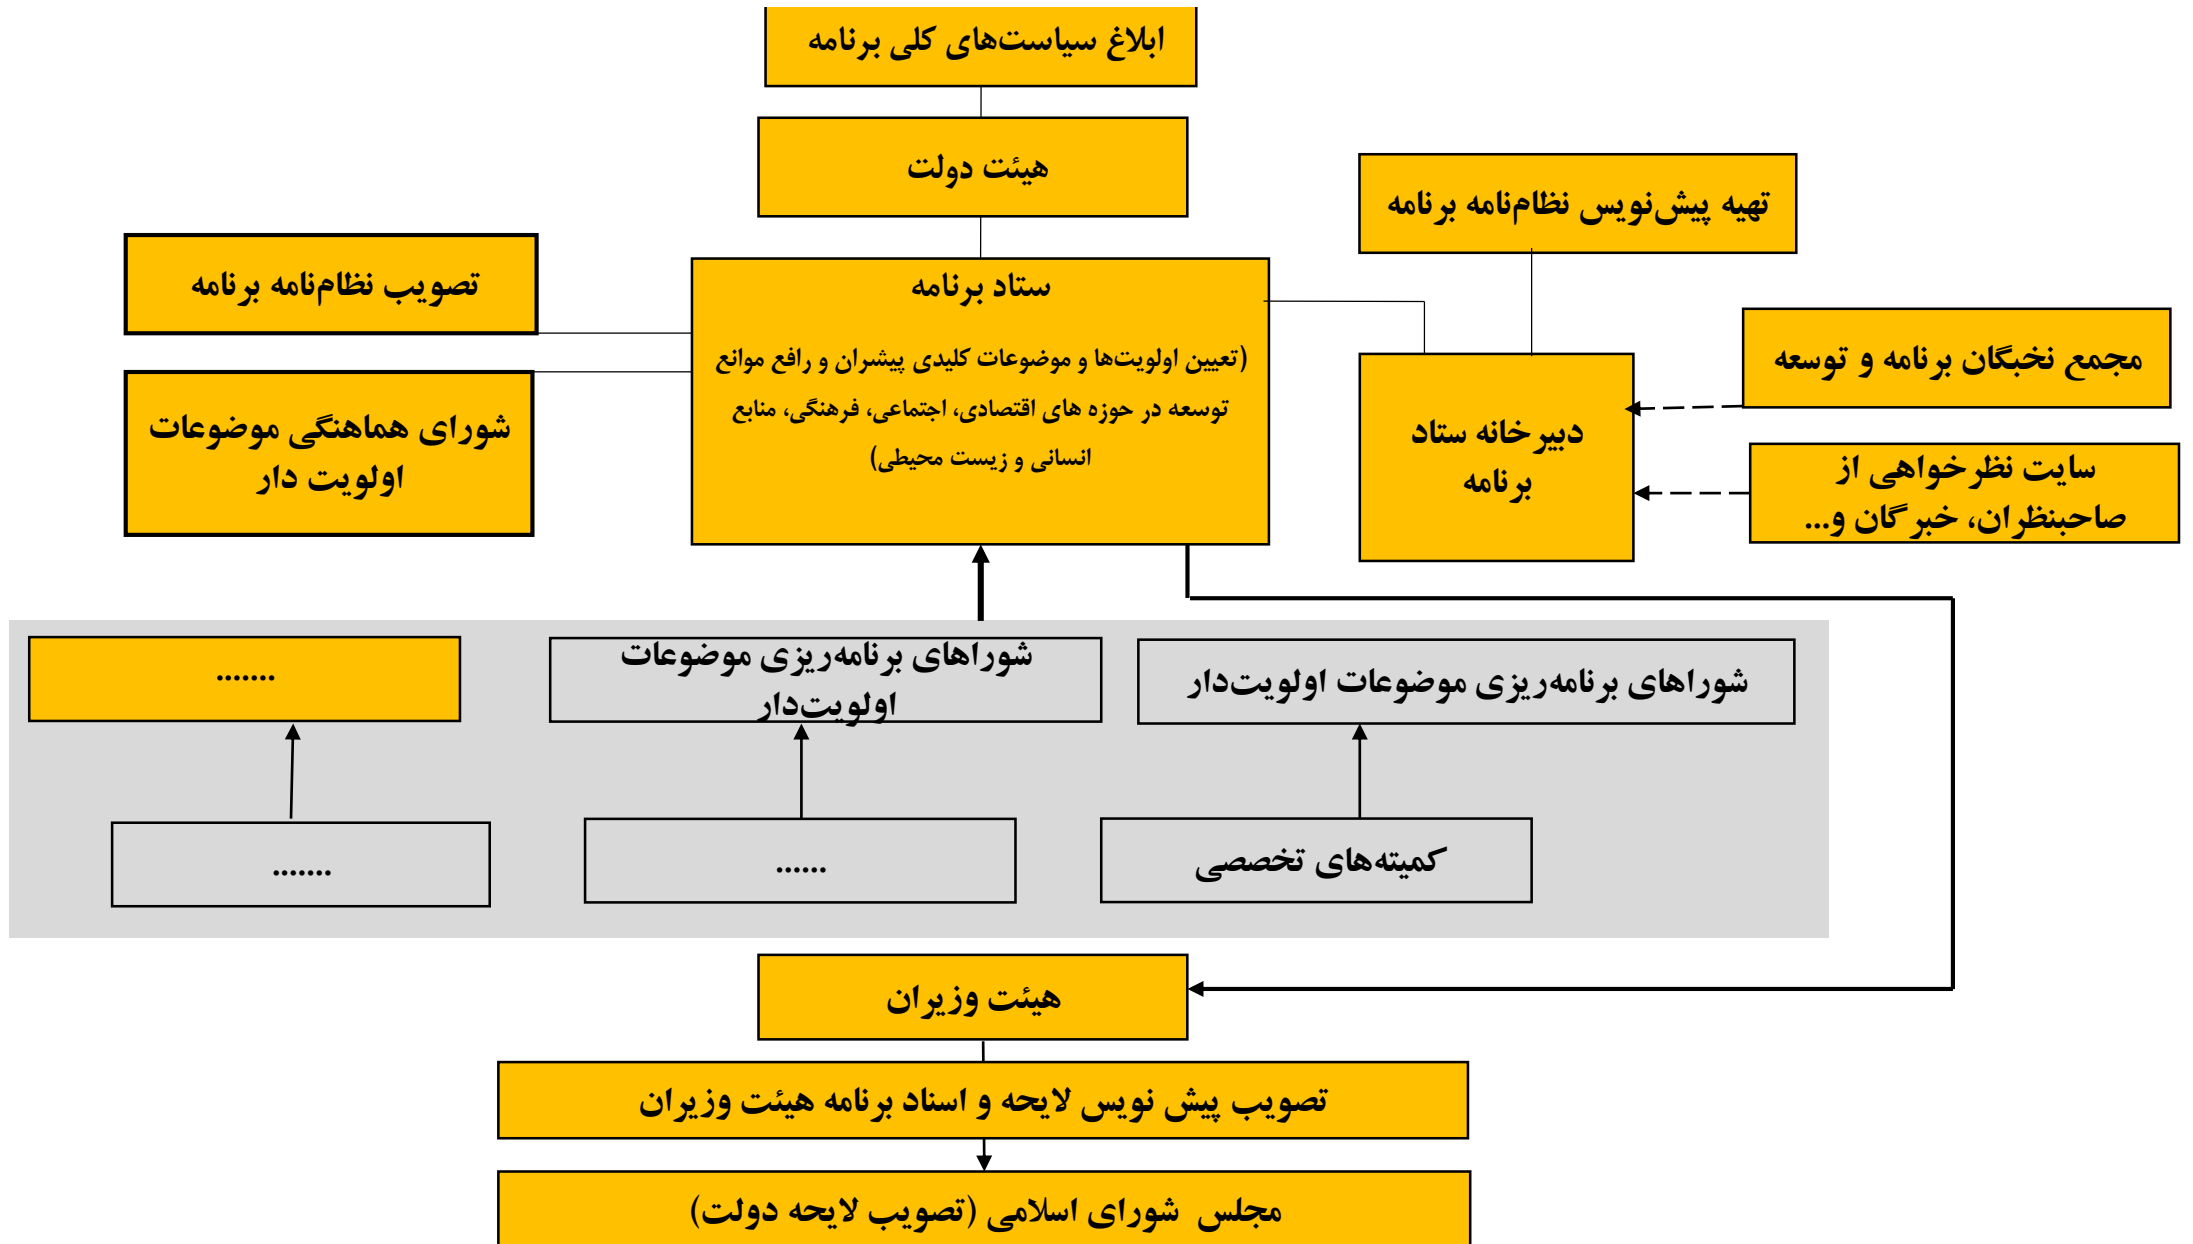 ابلاغ سیاست‌های کلی برنامه
هیئت دولت
تهیه پیش‌نویس نظام‌نامه برنامه
تصویب نظام‌نامه برنامه
ستاد برنامه
(تعیین اولویت‌ها و موضوعات کلیدی پیشران و رافع موانع
توسعه در حوزه های اقتصادی، اجتماعی، فرهنگی، منابع
انسانی و زیست محیطی)
مجمع نخبگان برنامه و توسعه
شورای هماهنگی موضوعات
اولویت دار
دبیرخانه ستاد
برنامه
سایت نظرخواهی از
صاحبنظران، خبرگان و...
شوراهای برنامه‌ریزی موضوعات اولویت‌دار
شوراهای برنامه‌ریزی موضوعات
اولویت‌دار
.......
کمیته‌های تخصصی
......
.......
هیئت وزیران
تصویب پیش نویس لایحه و اسناد برنامه هیئت وزیران
مجلس شورای اسلامی (تصویب لایحه دولت)